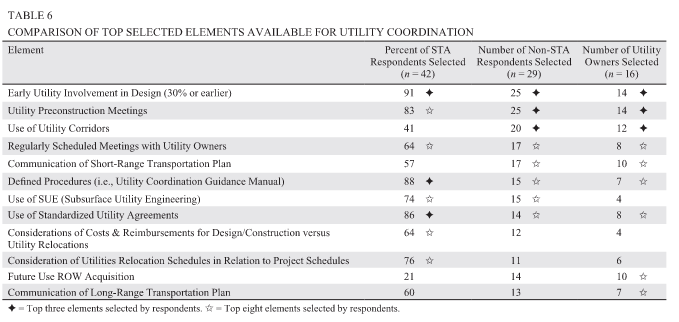 TABLE 6
COMPARISON OF TOP SELECTED ELEMENTS AVAILABLE FOR UTILITY COORDINATION
Element Percent of STA Respondents Selected (n = 42) Number of Non-STA Respondents Selected (n = 29) Number of Utility Owners Selected (n = 16)
Early Utility Involvement in Design (30% or earlier) 91 ✦ 25 ✦ 14 ✦
Utility Preconstruction Meetings 83 ☆ 25 ✦ 14 ✦
Use of Utility Corridors 41 20 ✦ 12 ✦
Regularly Scheduled Meetings with Utility Owners 64 ☆ 17 ☆ 8 ☆
Communication of Short-Range Transportation Plan 57 17 ☆ 10 ☆
Defined Procedures (i.e., Utility Coordination Guidance Manual) 88 ✦ 15 ☆ 7 ☆
Use of SUE (Subsurface Utility Engineering) 74 ☆ 15 ☆ 4
Use of Standardized Utility Agreements 86 ✦ 14 ☆ 8 ☆
Considerations of Costs & Reimbursements for Design/Construction versus
Utility Relocations 64 ☆ 12 4
Consideration of Utilities Relocation Schedules in Relation to Project Schedules 76 ☆ 11 6
Future Use ROW Acquisition 21 14 10 ☆
Communication of Long-Range Transportation Plan 60 13 7 ☆
✦ = Top three elements selected by respondents. ☆ = Top eight elements selected by respondents.